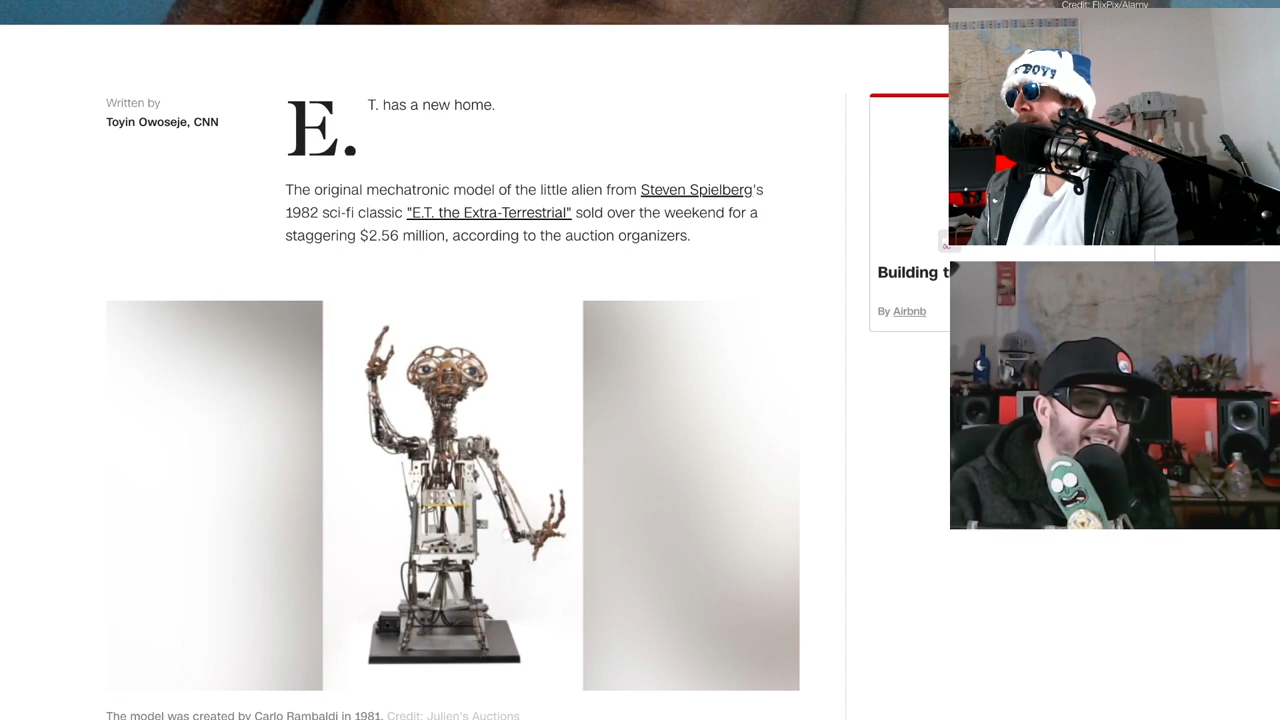 Credit: FlixPix/Alamy
Written by
Toyin Owoseje, CNN
E.
T. has a new home.
The original mechatronic model of the little alien from Steven Spielberg's
1982 sci-fi classic "E.T. the Extra-Terrestrial" sold over the weekend for a
staggering $2.56 million, according to the auction organizers.
Building t
By Airbnb
BOYS
The model was created by Carlo Rambaldi in 1981. Credit: Julien's Auctions